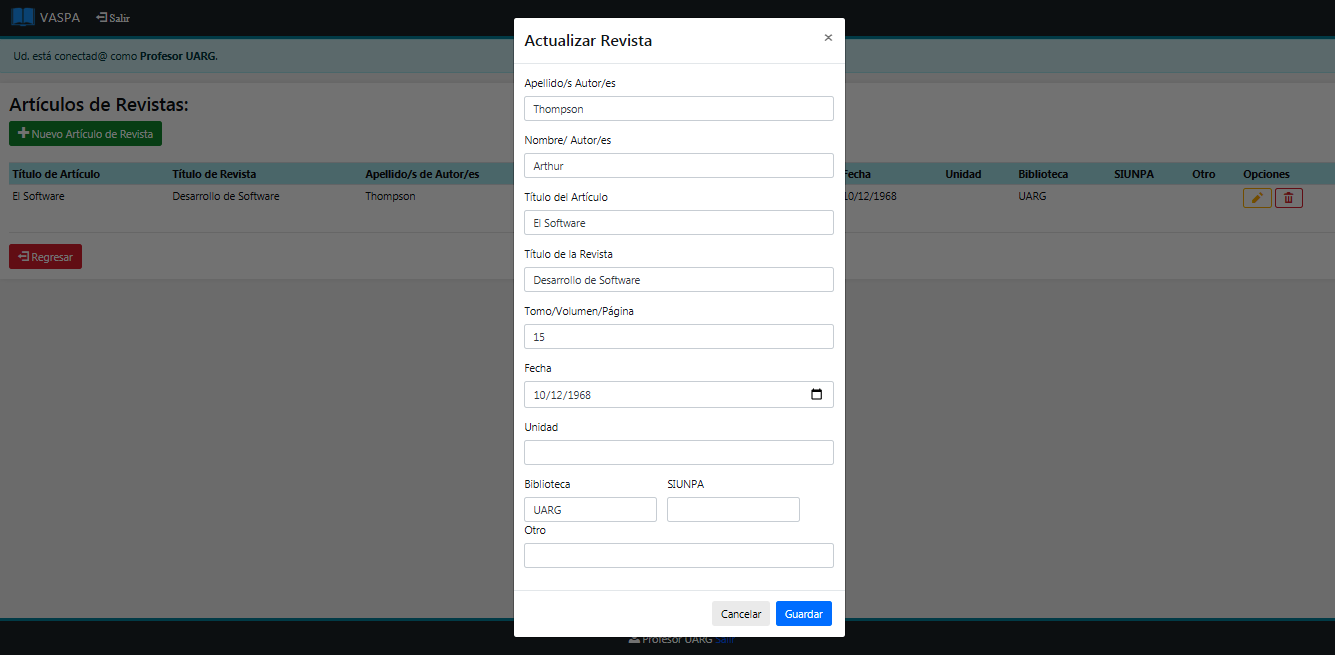 VASPA Salir
Ud. está conectad@ como Profesor UARG.
Artículos de Revistas:
Nuevo Artículo de Revista
Título de Artículo Título de Revista Apellido/s de Autor/es Fecha Unidad Biblioteca SIUNPA Otro Opciones
El Software Desarrollo de Software Thompson 10/12/1968 UARG
Regresar
Actualizar Revista ×
Apellido/s Autor/es
Thompson
Nombre/ Autor/es
Arthur
Título del Artículo
El Software
Título de la Revista
Desarrollo de Software
Tomo/Volumen/Página
15
Fecha
10/12/1968
Unidad
Biblioteca SIUNPA
UARG
Otro
Cancelar Guardar
Profesor UARG Salir